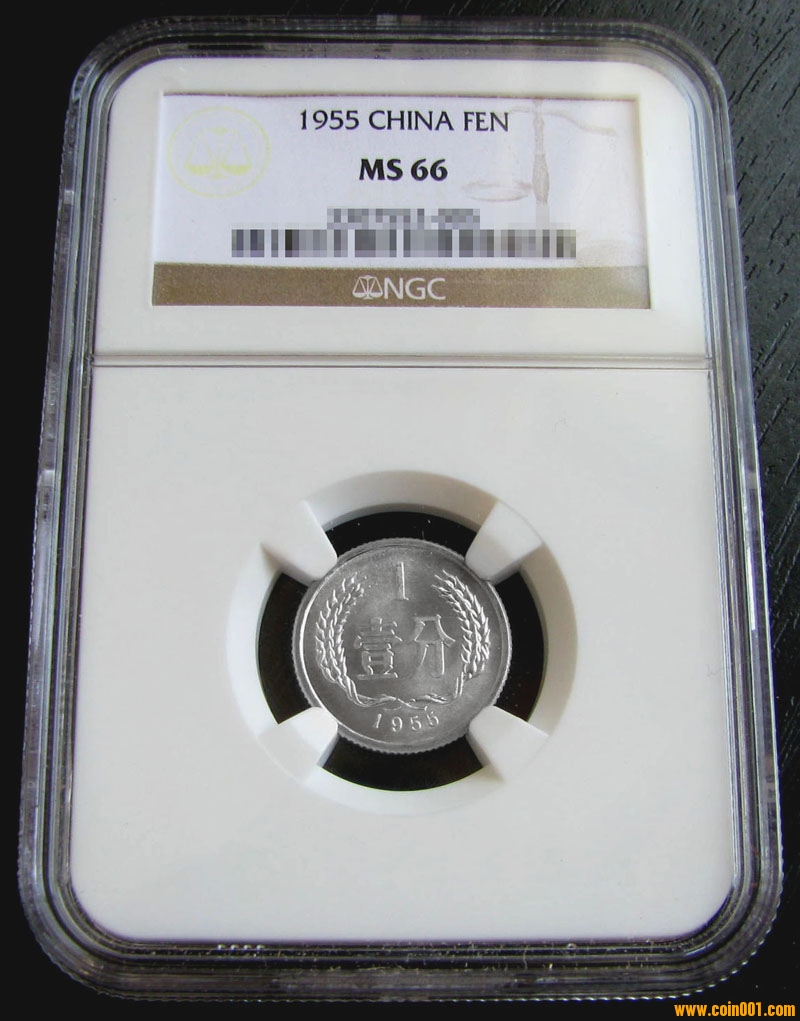 1955 CHINA FEN
MS 66
NGC
1
壹分
1955
www.coin001.com